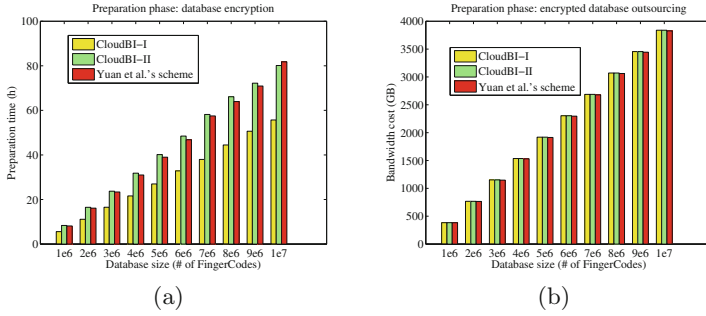 Preparation phase: database encryption
100
80
60
40
20
0
Preparation time (h)
CloudBI−I
CloudBI−II
Yuan et al.'s scheme
1e6 2e6 3e6 4e6 5e6 6e6 7e6 8e6 9e6 1e7
Database size (# of FingerCodes)
(a)
Preparation phase: encrypted database outsourcing
4000
3500
3000
2500
2000
1500
1000
500
0
Bandwidth cost (GB)
CloudBI−I
CloudBI−II
Yuan et al.'s scheme
1e6 2e6 3e6 4e6 5e6 6e6 7e6 8e6 9e6 1e7
Database size (# of FingerCodes)
(b)